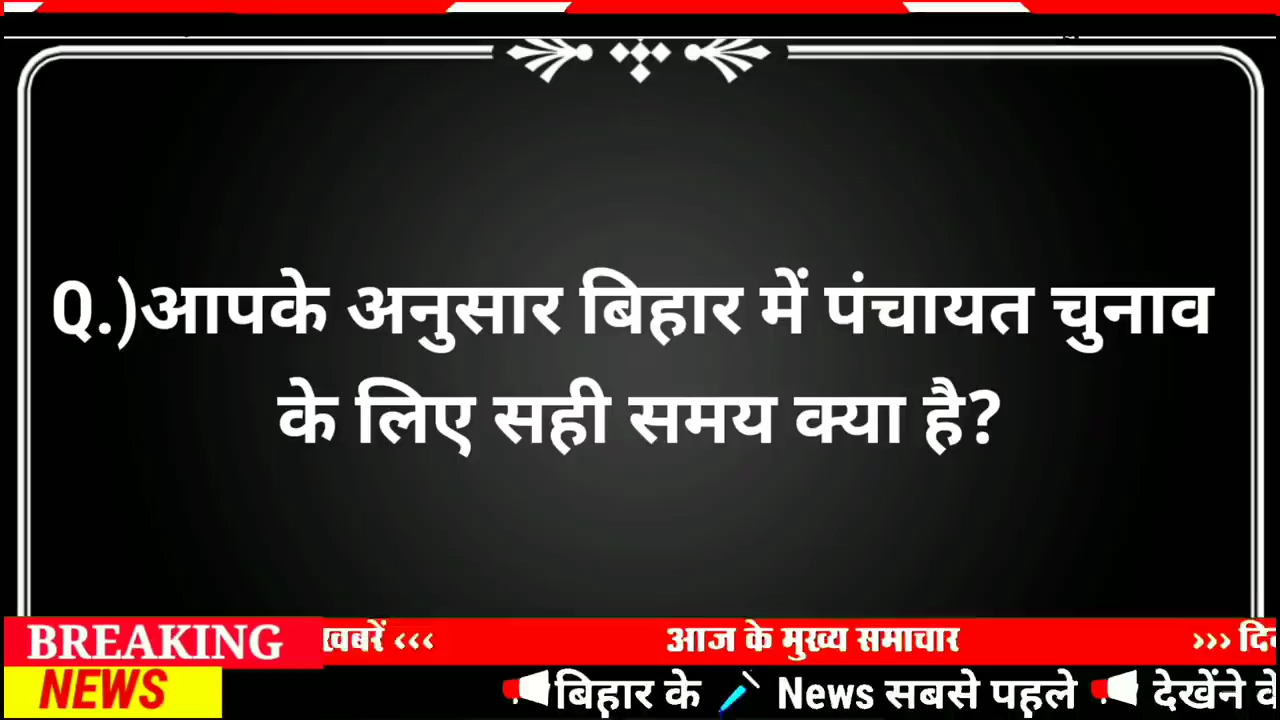 Q.)आपके अनुसार बिहार में पंचायत चुनाव
के लिए सही समय क्या है?
BREAKING
NEWS
खबरें ‹‹‹ आज के मुख्य समाचार ›››
बिहार के News सबसे पहले देखेंने